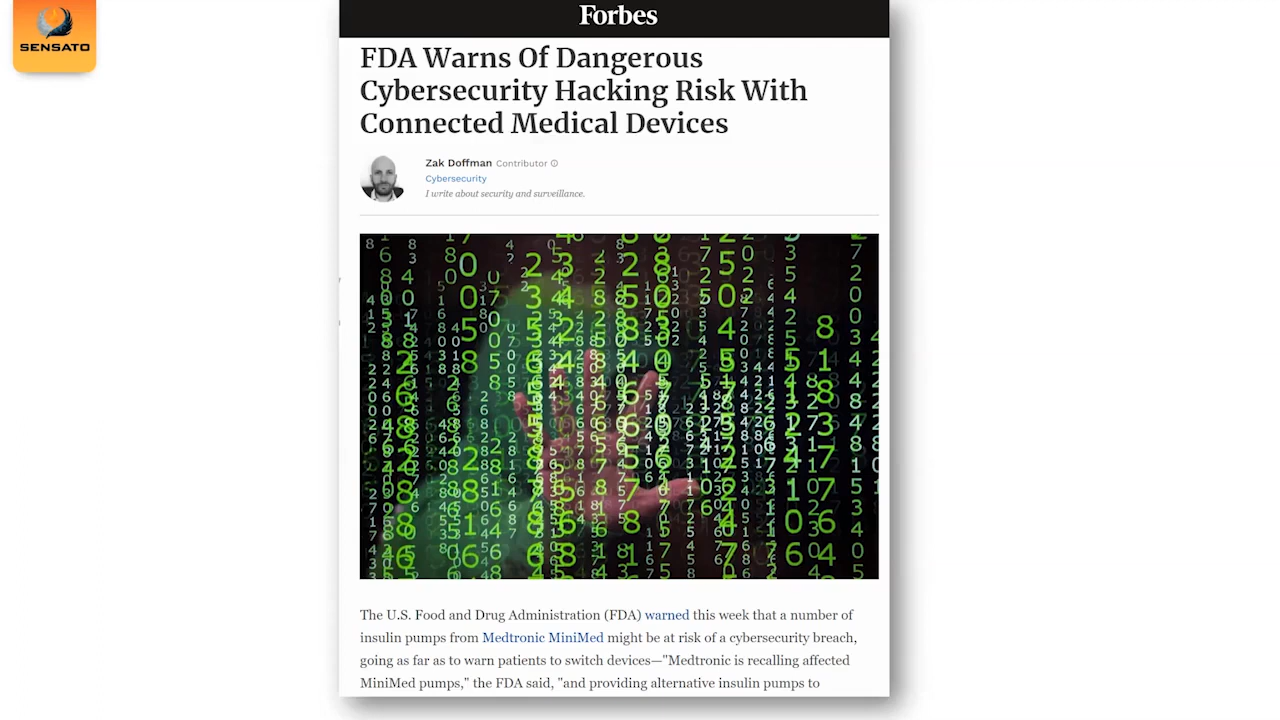 SENSATO
Forbes
FDA Warns Of Dangerous
Cybersecurity Hacking Risk With
Connected Medical Devices
Zak Doffman Contributor
Cybersecurity
I write about security and surveillance.
The U.S. Food and Drug Administration (FDA) warned this week that a number of
insulin pumps from Medtronic MiniMed might be at risk of a cybersecurity breach,
going as far as to warn patients to switch devices—"Medtronic is recalling affected
MiniMed pumps," the FDA said, "and providing alternative insulin pumps to